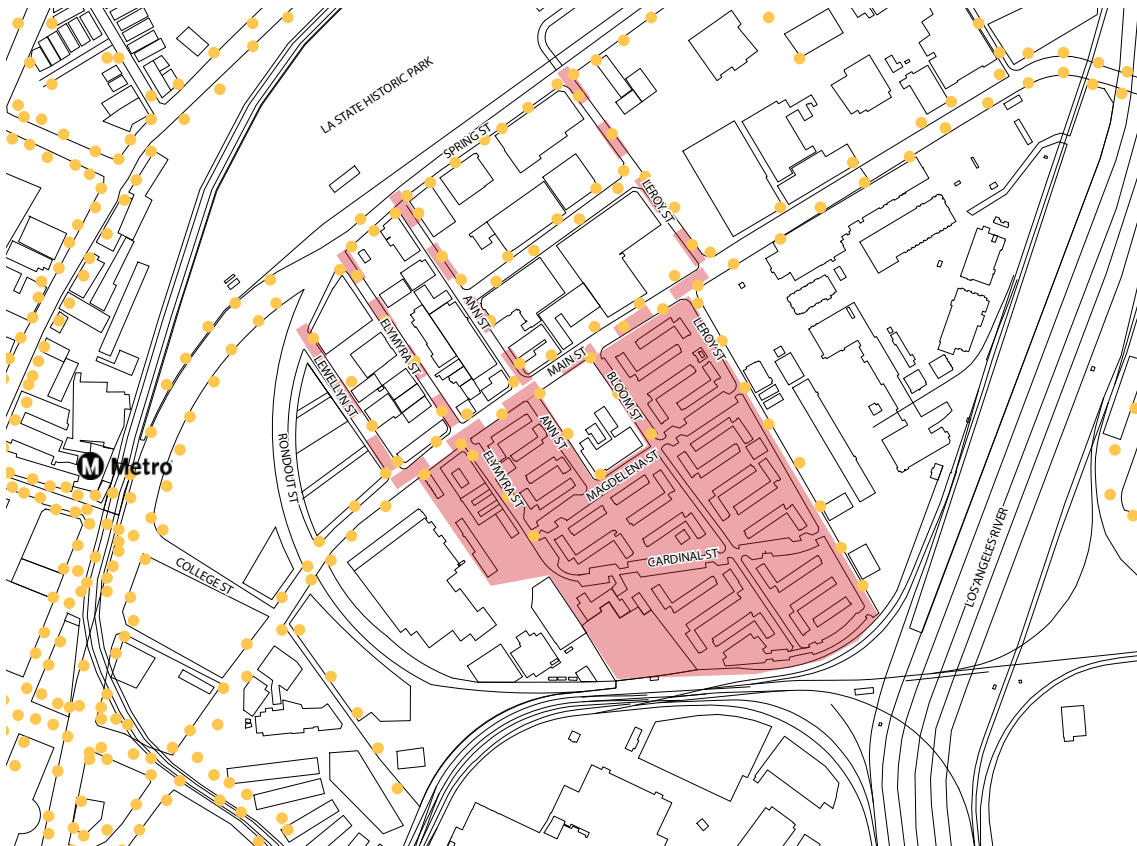 LA STATE HISTORIC PARK
SPRING ST
LEROY ST
ANN ST
ELYMYRA ST
LEWELLYN ST
MAIN ST
LEROY ST
BLOOM ST
ANN ST
ELYMYRA ST
MAGDELENA ST
RONDOUT ST
M Metro
CARDINAL ST
COLLEGE ST
LOS ANGELES RIVER